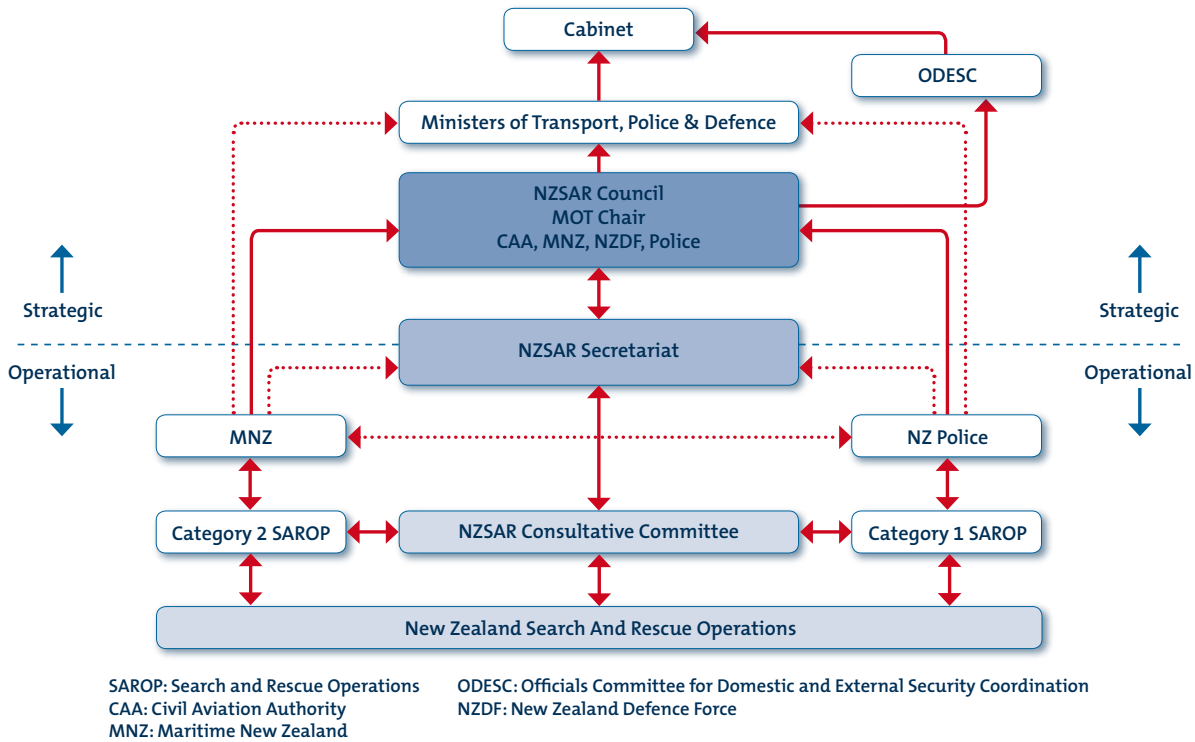 Cabinet
ODESC
Ministers of Transport, Police & Defence
NZSAR Council
MOT Chair
CAA, MNZ, NZDF, Police
Strategic
Strategic
NZSAR Secretariat
Operational
Operational
MNZ
NZ Police
Category 2 SAROP
NZSAR Consultative Committee
Category 1 SAROP
New Zealand Search And Rescue Operations
SAROP: Search and Rescue Operations
CAA: Civil Aviation Authority
MNZ: Maritime New Zealand
ODESC: Officials Committee for Domestic and External Security Coordination
NZDF: New Zealand Defence Force